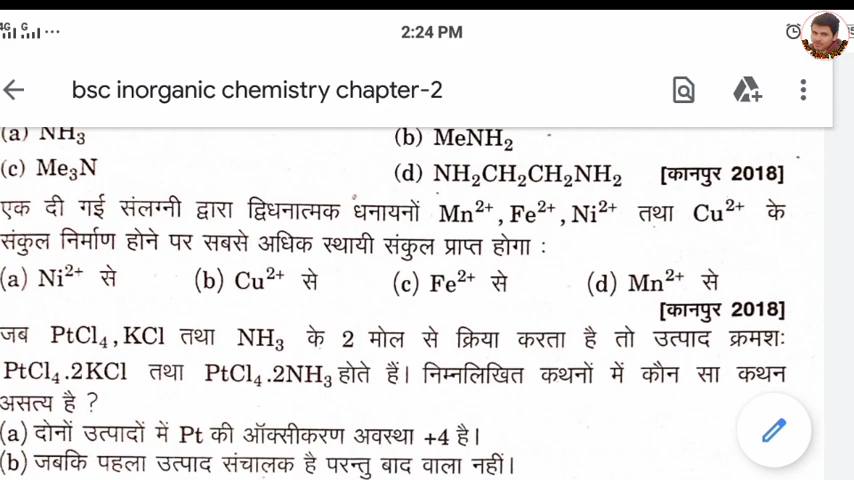 4G G ...
2:24 PM
bsc inorganic chemistry chapter-2
(a) NH₃ (b) MeNH₂
(c) Me₃N (d) NH₂CH₂CH₂NH₂ [कानपुर 2018]
एक दी गई संलग्नी द्वारा द्विधनात्मक धनायनों Mn²⁺, Fe²⁺, Ni²⁺ तथा Cu²⁺ के
संकुल निर्माण होने पर सबसे अधिक स्थायी संकुल प्राप्त होगा :
(a) Ni²⁺ से (b) Cu²⁺ से (c) Fe²⁺ से (d) Mn²⁺ से
[कानपुर 2018]
जब PtCl₄, KCl तथा NH₃ के 2 मोल से क्रिया करता है तो उत्पाद क्रमशः
PtCl₄.2KCl तथा PtCl₄.2NH₃ होते हैं। निम्नलिखित कथनों में कौन सा कथन
असत्य है ?
(a) दोनों उत्पादों में Pt की ऑक्सीकरण अवस्था +4 है।
(b) जबकि पहला उत्पाद संचालक है परन्तु बाद वाला नहीं।